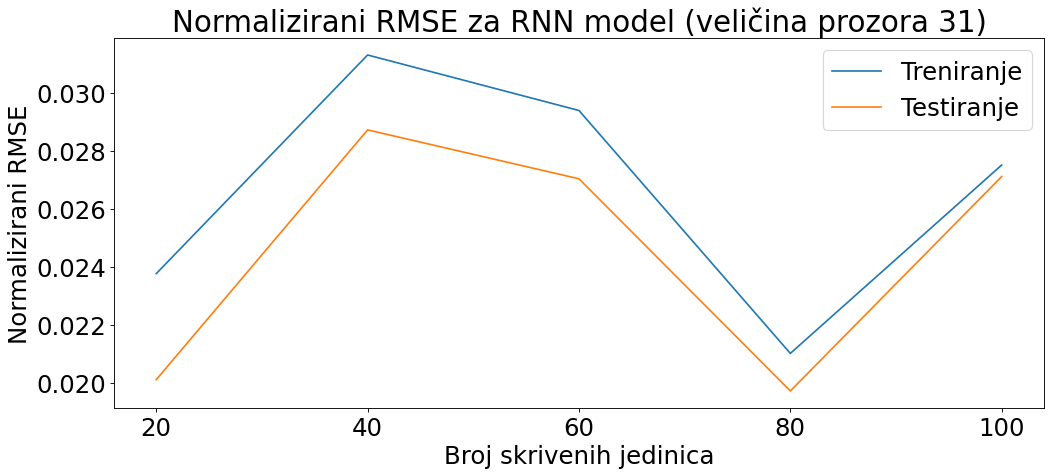 Normalizirani RMSE za RNN model (veličina prozora 31)
Treniranje
Testiranje
Normalizirani RMSE
0.030
0.028
0.026
0.024
0.022
0.020
20 40 60 80 100
Broj skrivenih jedinica